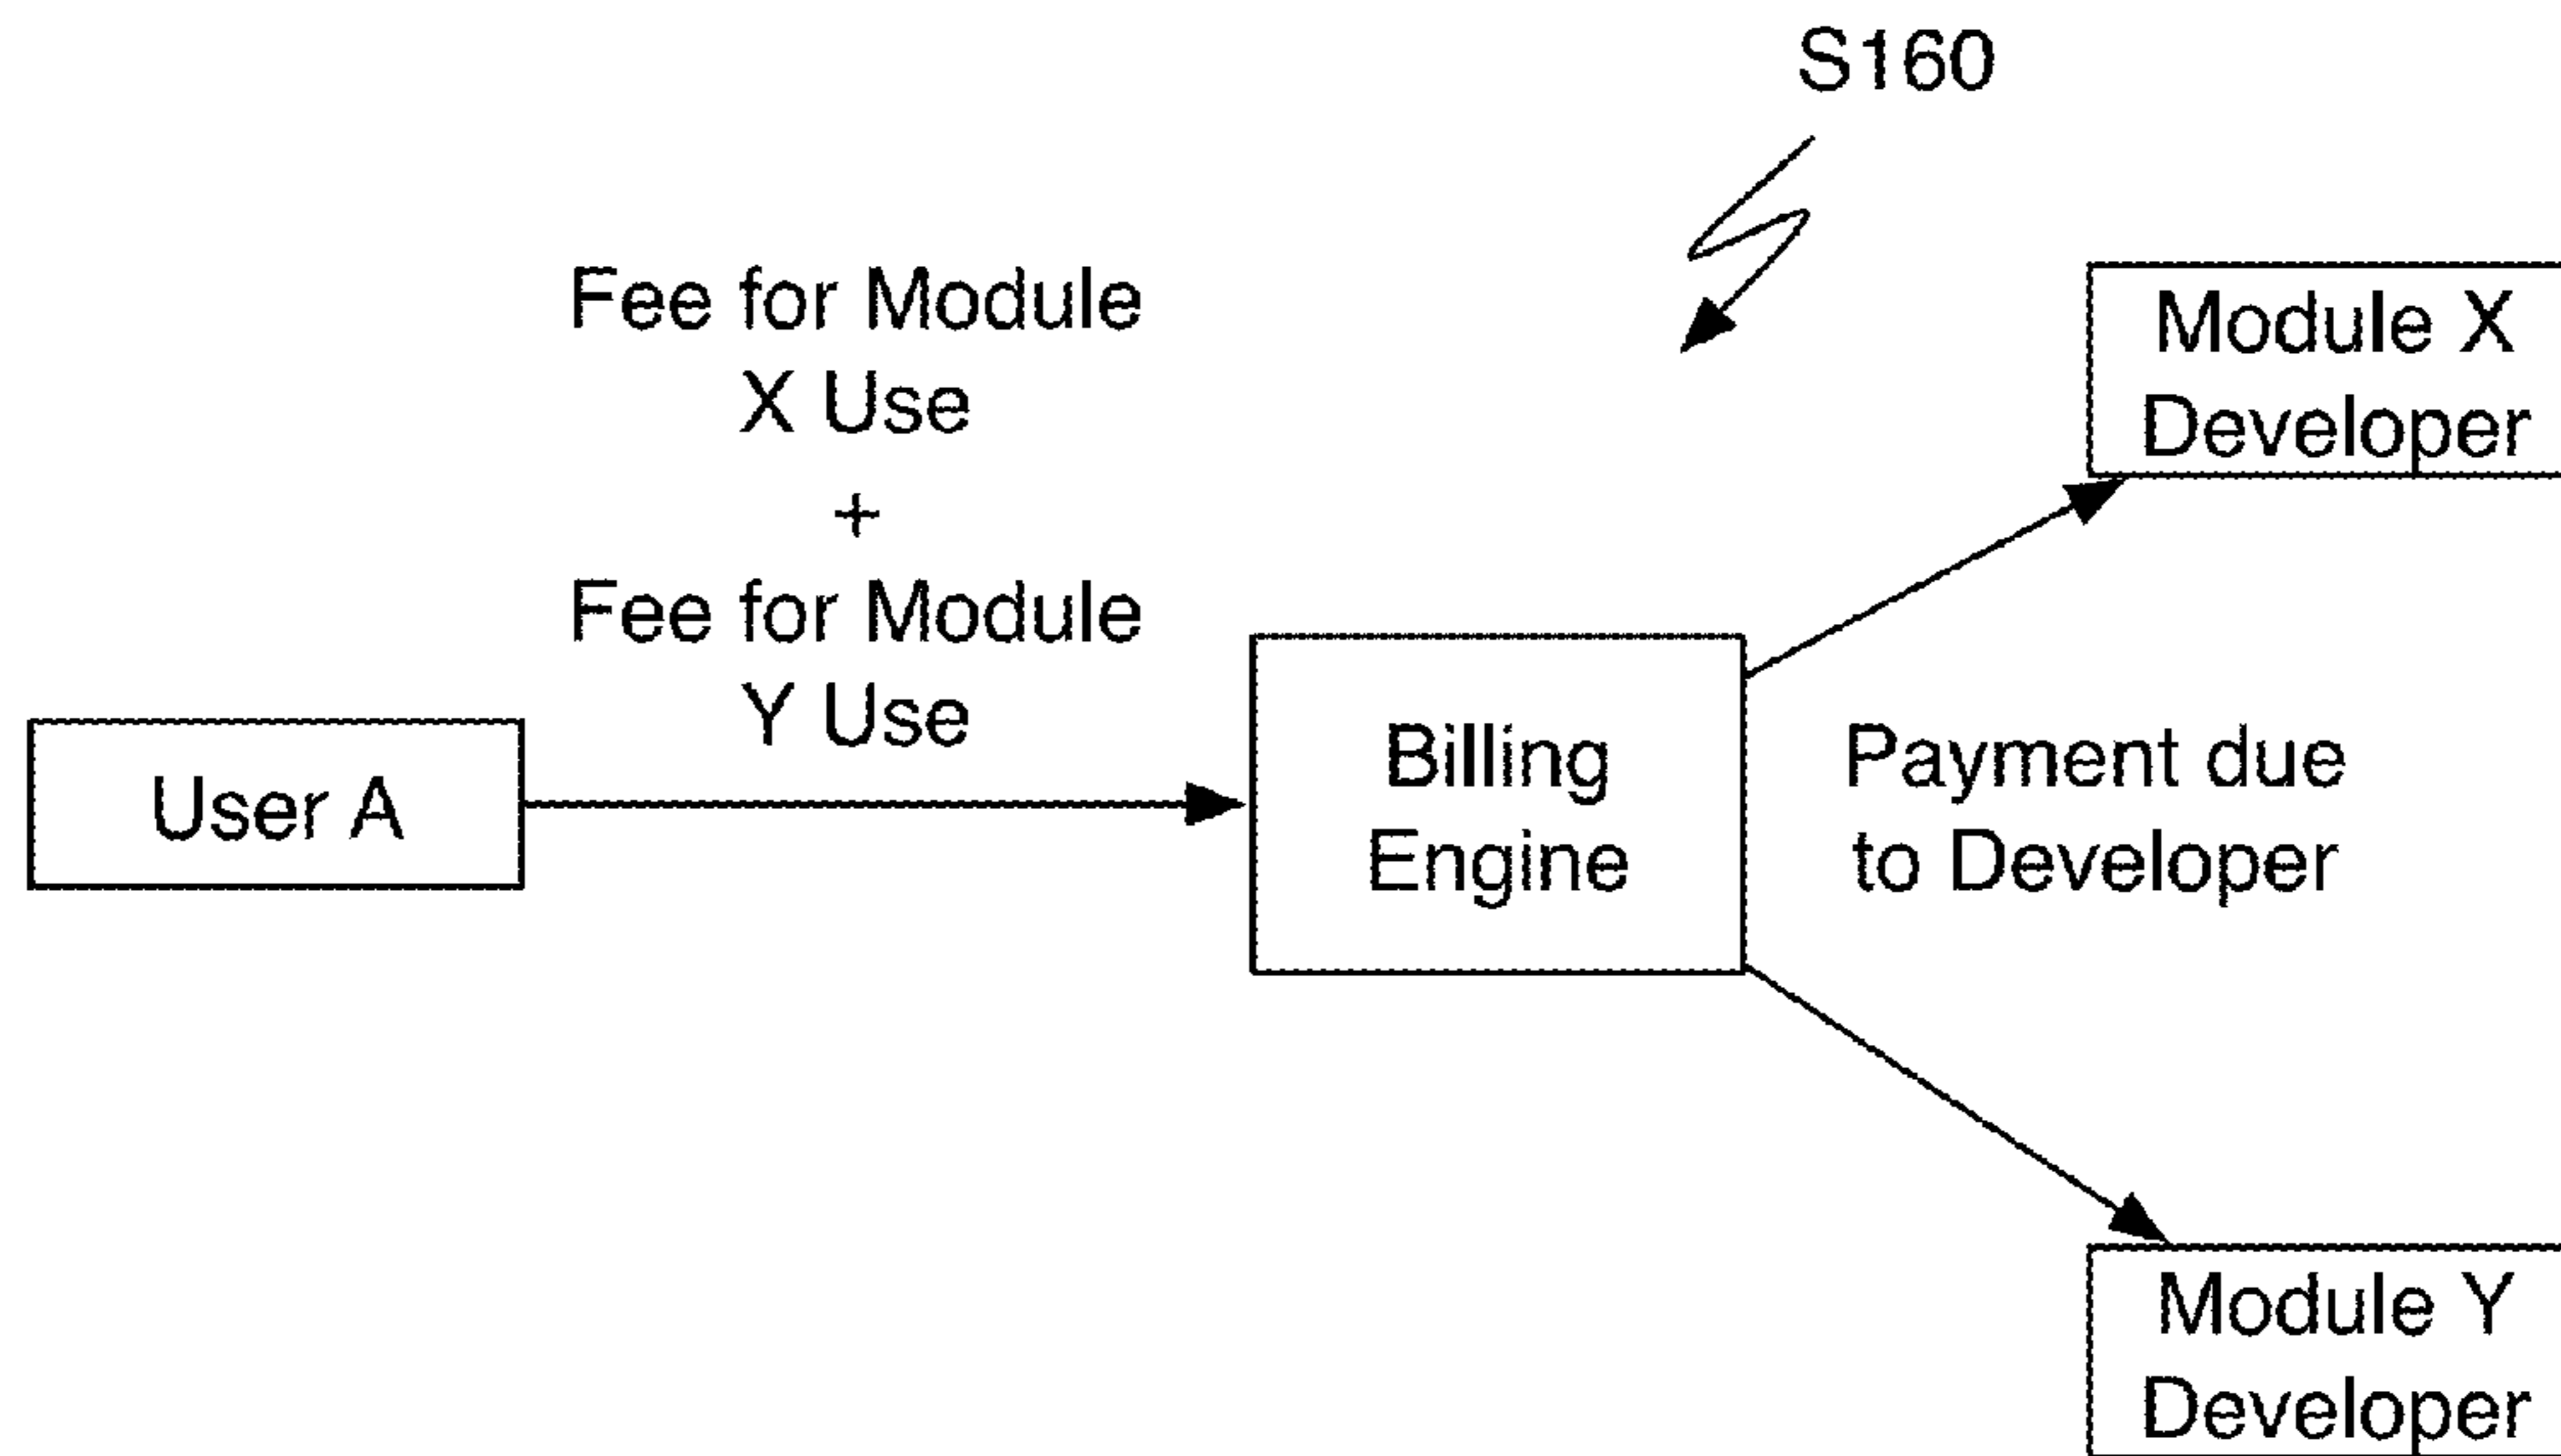 S160
Fee for Module
X Use
+
Fee for Module
Y Use
User A
Billing
Engine
Payment due
to Developer
Module X
Developer
Module Y
Developer